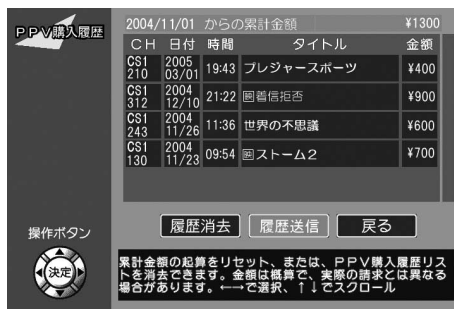 PPV購入履歴
2004/11/01 からの累計金額 ¥1300
CH 日付 時間 タイトル 金額
CS1 210 2005 03/01 19:43 プレジャースポーツ ¥400
CS1 312 2004 12/10 21:22 🈙着信拒否 ¥900
CS1 243 2004 11/26 11:36 世界の不思議 ¥600
CS1 130 2004 11/23 09:54 🈙ストーム2 ¥700
履歴消去 履歴送信 戻る
操作ボタン
決定
累計金額の起算をリセット、または、PPV購入履歴リス
トを消去できます。金額は概算で、実際の請求とは異なる
場合があります。←→で選択、↑↓でスクロール